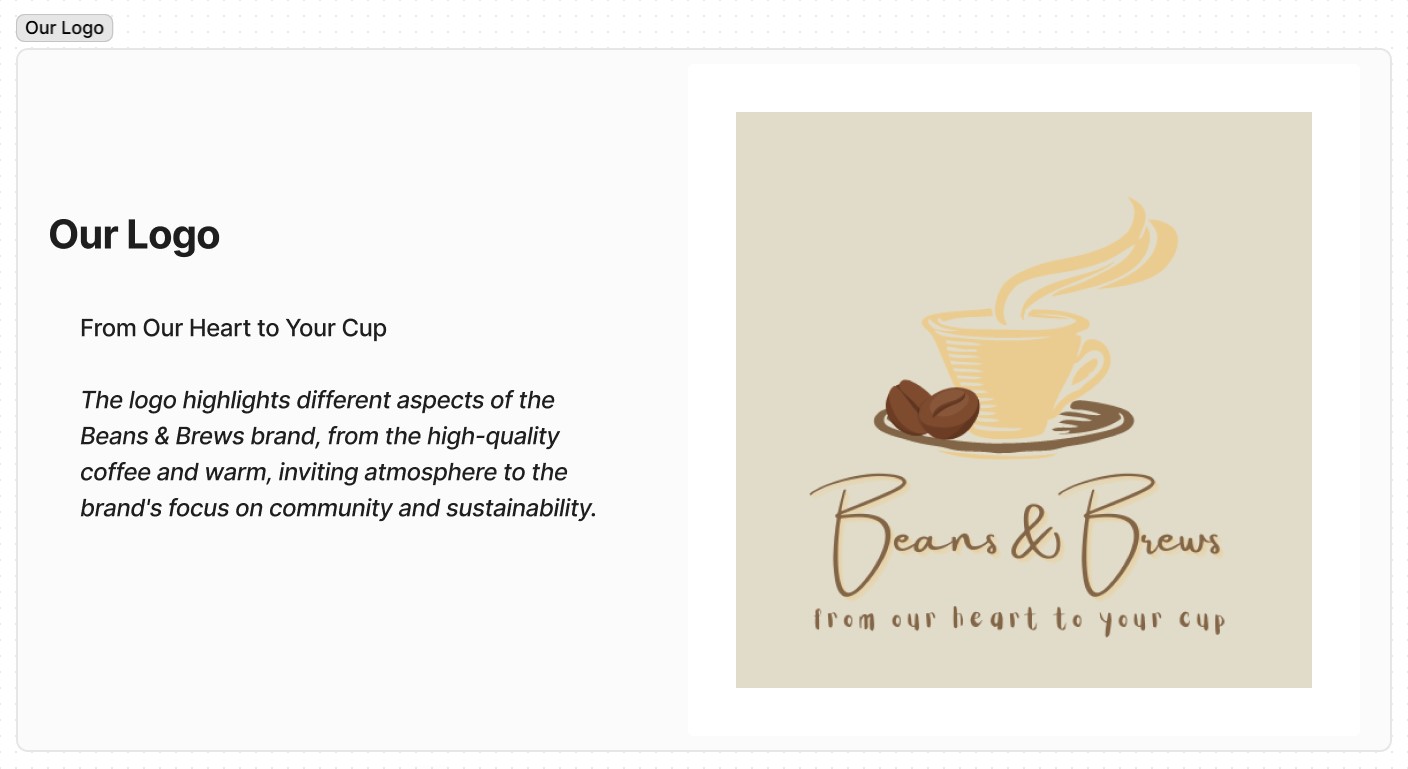 Our Logo
Our Logo
From Our Heart to Your Cup
The logo highlights different aspects of the
Beans & Brews brand, from the high-quality
coffee and warm, inviting atmosphere to the
brand's focus on community and sustainability.
Beans & Brews
from our heart to your cup